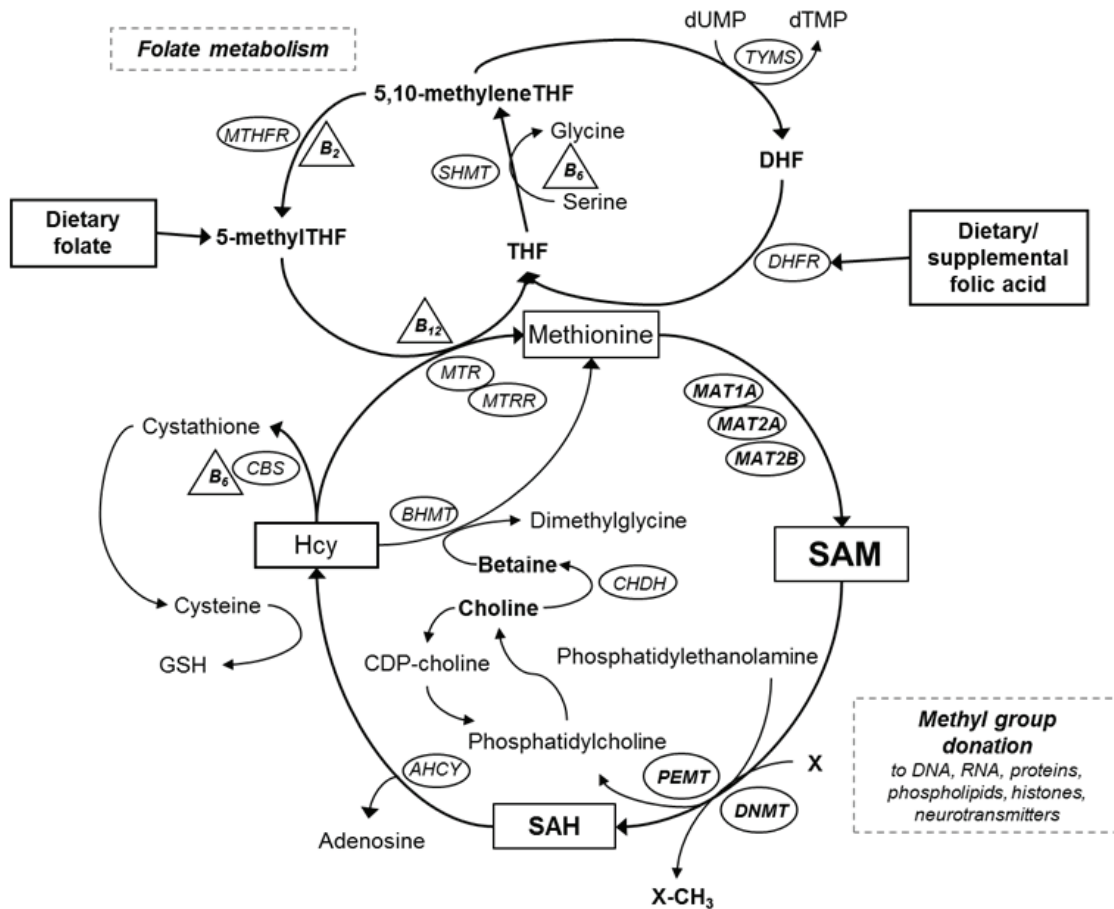 dUMP
dTMP
Folate metabolism
TYMS
5,10-methyleneTHF
MTHFR
B2
Glycine
SHMT
B6
Serine
DHF
Dietary
folate
5-methylTHF
THF
DHFR
Dietary/
supplemental
folic acid
B12
Methionine
MTR
MTRR
MAT1A
MAT2A
MAT2B
Cystathione
B6
CBS
BHMT
Dimethylglycine
Hcy
SAM
Betaine
CHDH
Choline
Cysteine
GSH
CDP-choline
Phosphatidylethanolamine
Phosphatidylcholine
Methyl group
donation
to DNA, RNA, proteins,
phospholipids, histones,
neurotransmitters
AHCY
PEMT
X
DNMT
Adenosine
SAH
X-CH3